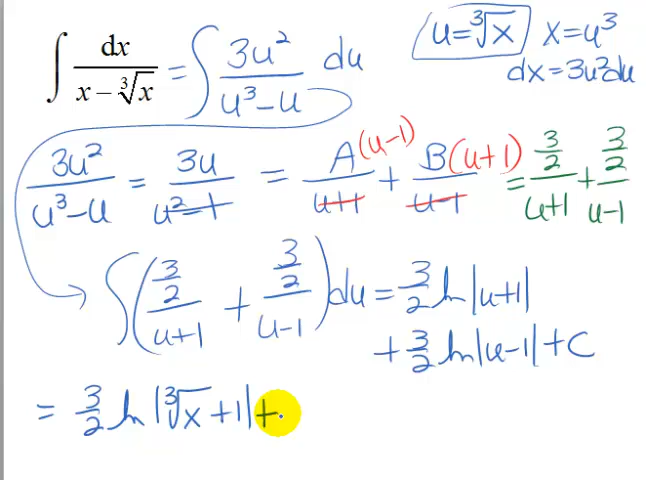 ∫ dx/(x − ∛x) = ∫ 3u²/(u³ − u) du   u = ∛x   x = u³
dx = 3u²du
3u²/(u³ − u) = 3u/(u² − 1) = A(u−1)/(u+1) + B(u+1)/(u−1) = (3/2)/(u+1) + (3/2)/(u−1)
∫((3/2)/(u+1) + (3/2)/(u−1))du = 3/2 ln|u+1|
+ 3/2 ln|u−1| + C
= 3/2 ln|∛x + 1| +